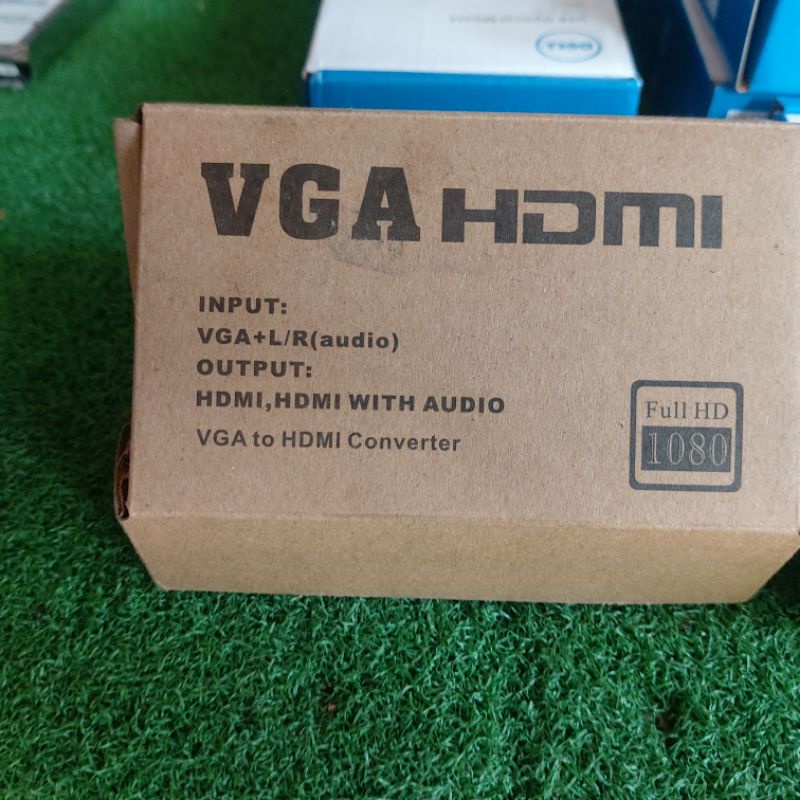 VGA HDMI
INPUT:
VGA+L/R(audio)
OUTPUT:
HDMI,HDMI WITH AUDIO
VGA to HDMI Converter
Full HD
1080